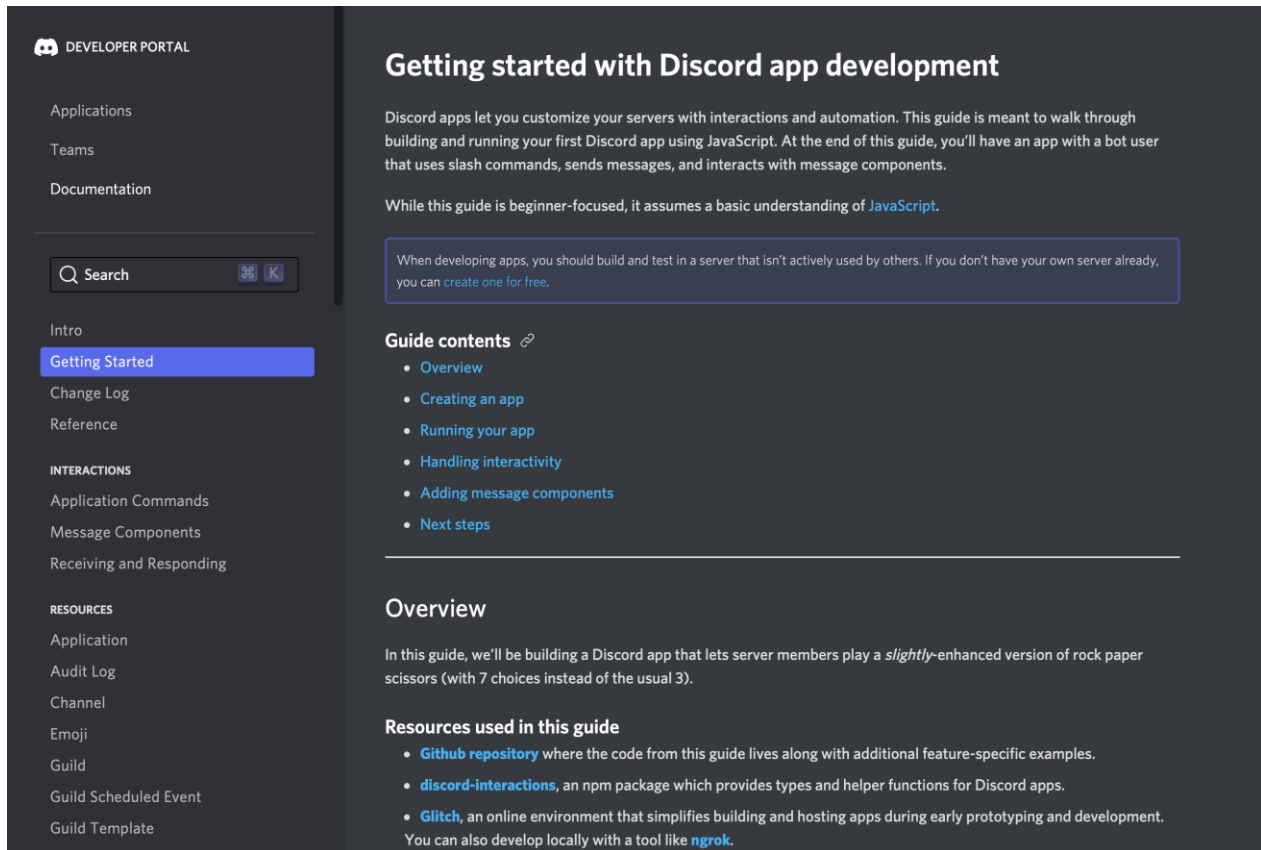 DEVELOPER PORTAL
Applications
Teams
Documentation
Search ⌘ K
Intro
Getting Started
Change Log
Reference
INTERACTIONS
Application Commands
Message Components
Receiving and Responding
RESOURCES
Application
Audit Log
Channel
Emoji
Guild
Guild Scheduled Event
Guild Template
Getting started with Discord app development
Discord apps let you customize your servers with interactions and automation. This guide is meant to walk through
building and running your first Discord app using JavaScript. At the end of this guide, you'll have an app with a bot user
that uses slash commands, sends messages, and interacts with message components.
While this guide is beginner-focused, it assumes a basic understanding of JavaScript.
When developing apps, you should build and test in a server that isn't actively used by others. If you don't have your own server already,
you can create one for free.
Guide contents
• Overview
• Creating an app
• Running your app
• Handling interactivity
• Adding message components
• Next steps
Overview
In this guide, we'll be building a Discord app that lets server members play a slightly-enhanced version of rock paper
scissors (with 7 choices instead of the usual 3).
Resources used in this guide
• Github repository where the code from this guide lives along with additional feature-specific examples.
• discord-interactions, an npm package which provides types and helper functions for Discord apps.
• Glitch, an online environment that simplifies building and hosting apps during early prototyping and development.
You can also develop locally with a tool like ngrok.